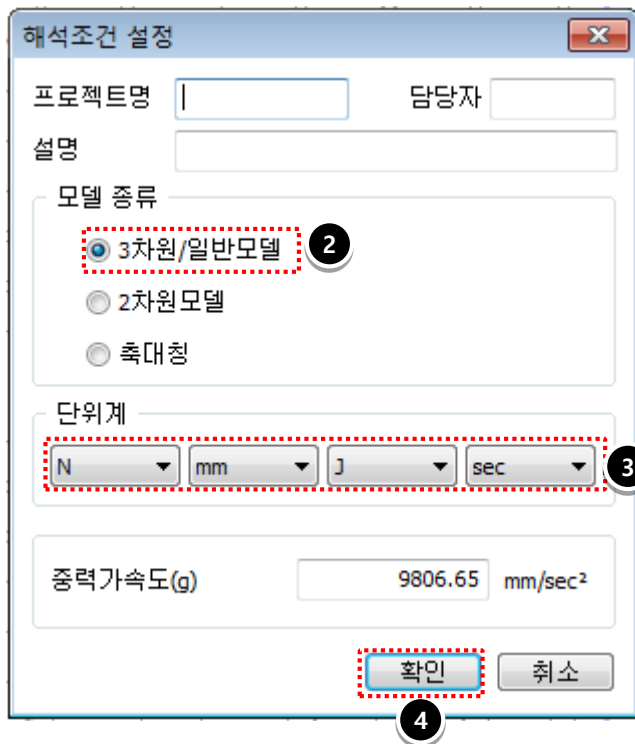 해석조건 설정
프로젝트명 담당자
설명
모델 종류
3차원/일반모델 2
2차원모델
축대칭
단위계
N mm J sec 3
중력가속도(g) 9806.65 mm/sec²
확인 취소
4